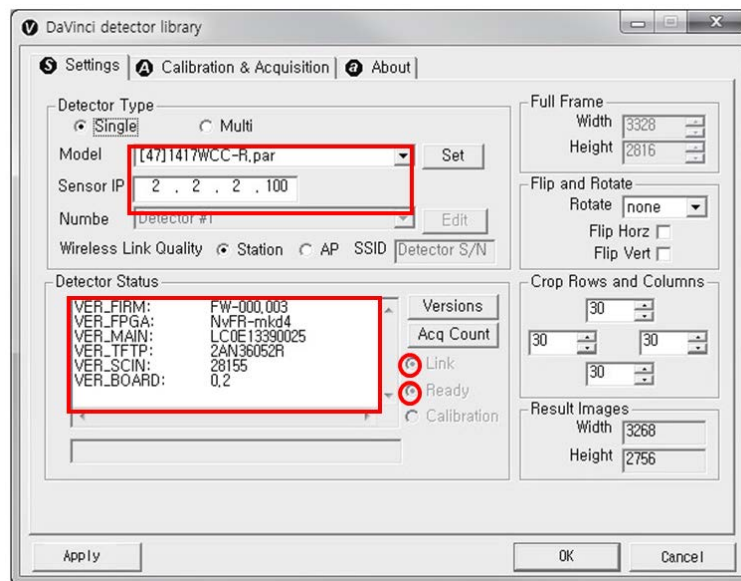 DaVinci detector library
Settings
Calibration & Acquisition
About
Detector Type
Single
Multi
Model
[47]1417WCC-R.par
Set
Sensor IP
2 . 2 . 2 . 100
Numbe
Detector #1
Edit
Wireless Link Quality
Station
AP
SSID
Detector S/N
Detector Status
VER_FIRM: FW-000.003
VER_FPGA: NvFR-mkd4
VER_MAIN: LC0E13390025
VER_TFTP: 2AN36052R
VER_SCIN: 28155
VER_BOARD: 0.2
Versions
Acq Count
Link
Ready
Calibration
Full Frame
Width 3328
Height 2816
Flip and Rotate
Rotate none
Flip Horz
Flip Vert
Crop Rows and Columns
30
30 30
30
Result Images
Width 3268
Height 2756
Apply
OK
Cancel